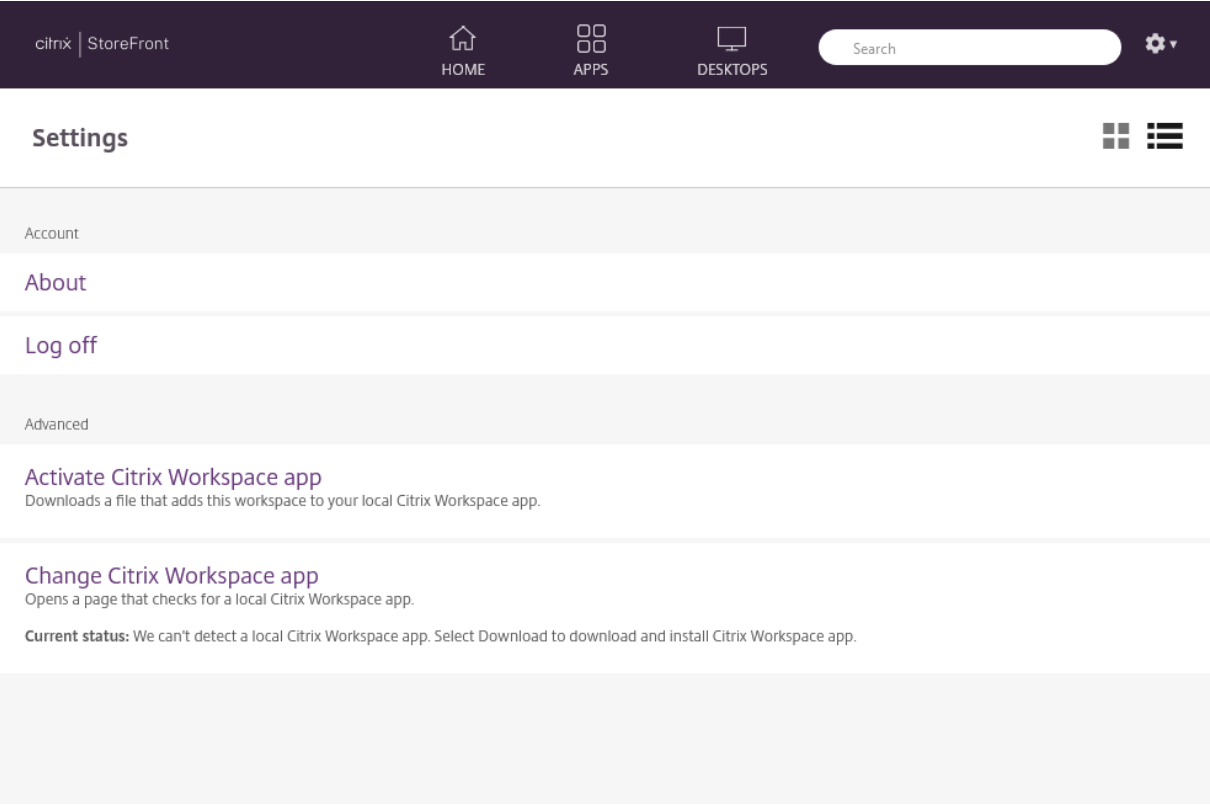 citrix | StoreFront
HOME
APPS
DESKTOPS
Search
Settings
Account
About
Log off
Advanced
Activate Citrix Workspace app
Downloads a file that adds this workspace to your local Citrix Workspace app.
Change Citrix Workspace app
Opens a page that checks for a local Citrix Workspace app.
Current status: We can't detect a local Citrix Workspace app. Select Download to download and install Citrix Workspace app.